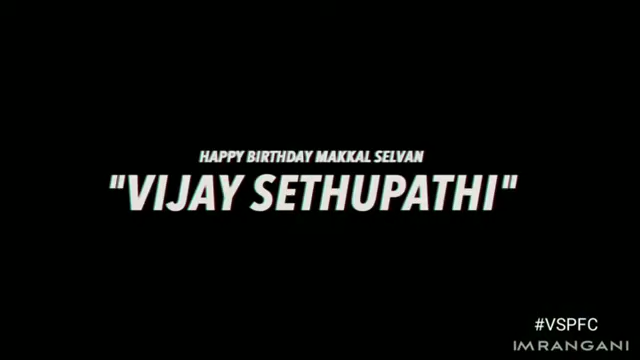 HAPPY BIRTHDAY MAKKAL SELVAN
"VIJAY SETHUPATHI"
#VSPFC
IMRANGANI